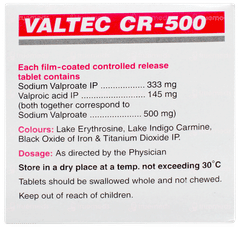 VALTEC CR-500
Each film-coated controlled release
tablet contains
Sodium Valproate IP .................... 333 mg
Valproic acid IP .................... 145 mg
(both together correspond to
Sodium Valproate .................... 500 mg)
Colours: Lake Erythrosine, Lake Indigo Carmine,
Black Oxide of Iron & Titanium Dioxide IP.
Dosage: As directed by the Physician
Store in a dry place at a temp. not exceeding 30°C
Tablets should be swallowed whole and not chewed.
Keep out of reach of children.